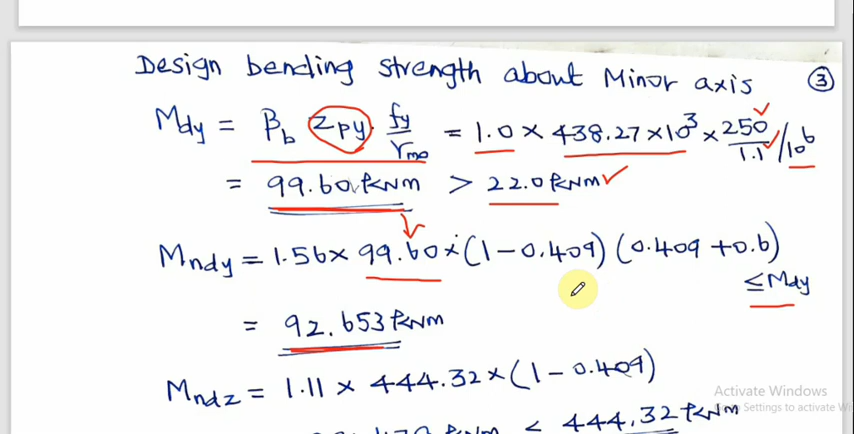 Design bending strength about Minor axis ③
Mdy = βb Zpy. fy/γmo = 1.0 × 438.27×10³ × 250/1.1 /10⁶
= 99.60 kNm > 22.0 kNm ✓
Mndy = 1.56× 99.60 × (1-0.409) (0.409 +0.6)
≤ Mdy
= 92.653 kNm
Mndz = 1.11 × 444.32 × (1-0.409)
< 444.32 kNm
Activate Windows
Settings to activate W